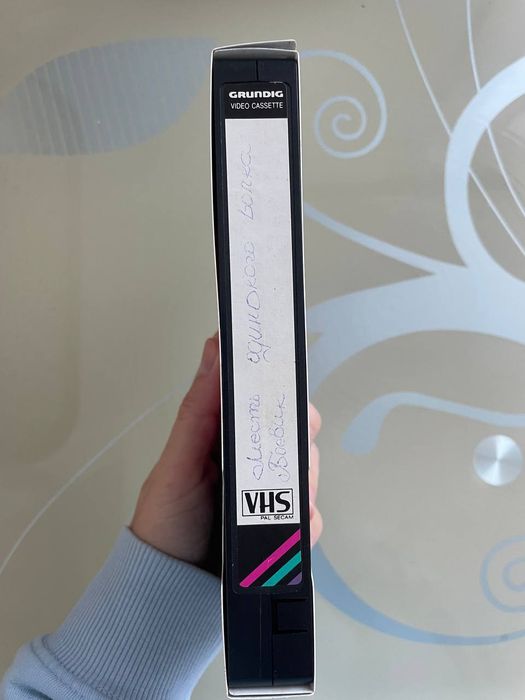 GRUNDIG
VIDEO CASSETTE
Месть одинокого волка
Боевик.
VHS
PAL SECAM